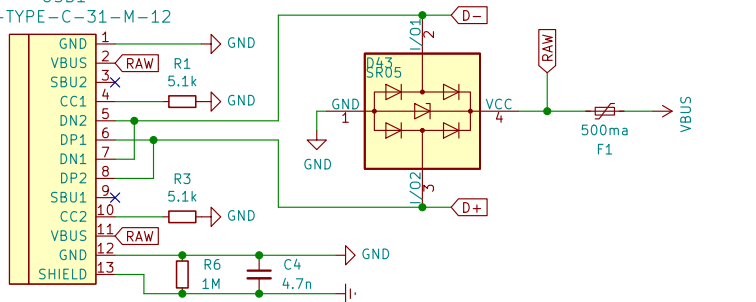 -TYPE-C-31-M-12
GND 1 GND
VBUS 2 RAW
SBU2 3
CC1 4 R1 5.1k GND
DN2 5
DP1 6
DN1 7
DP2 8
SBU1 9
CC2 10 R3 5.1k GND
VBUS 11 RAW
GND 12 GND
SHIELD 13
R6 1M
C4 4.7n
D-
I/O1 2
D43
SR05
GND 1
GND
VCC 4
I/O2 3
D+
RAW
500ma
F1
VBUS